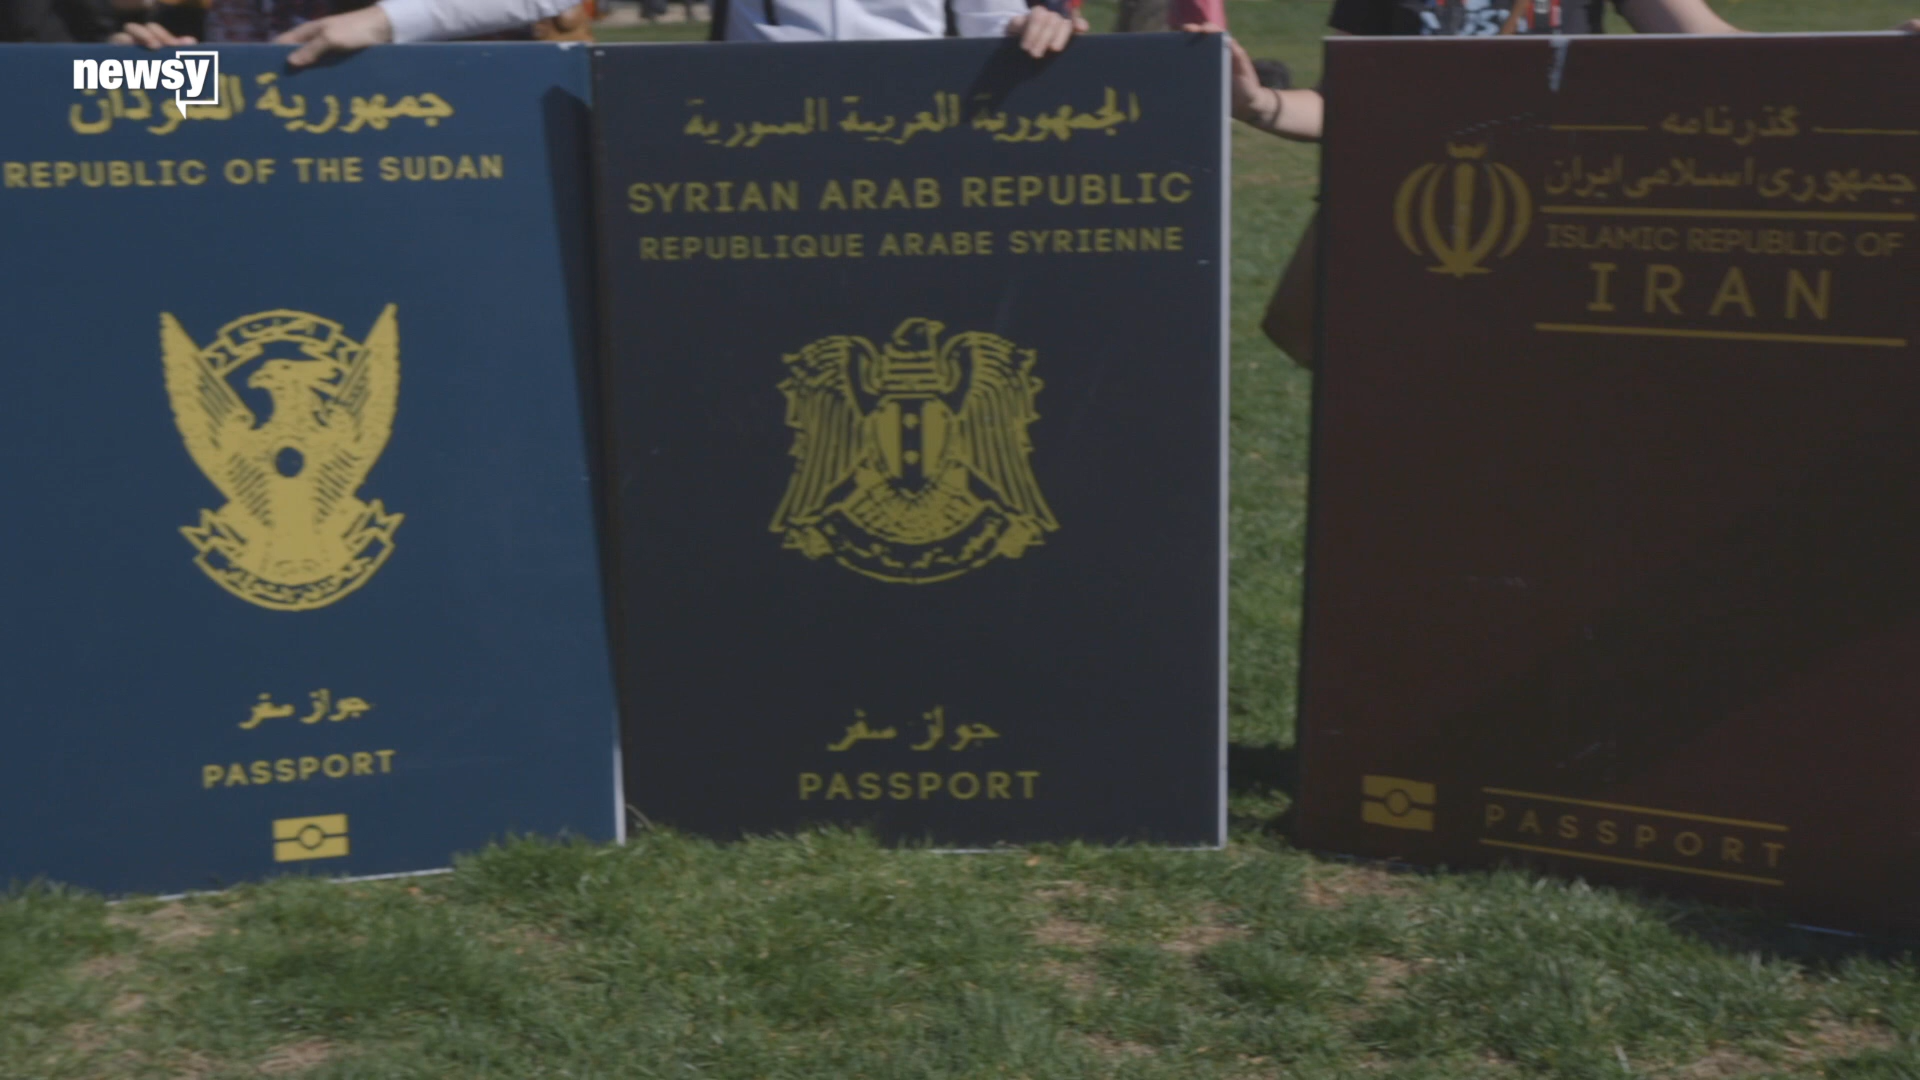 newsy
جمهورية السودان
REPUBLIC OF THE SUDAN
جواز سفر
PASSPORT
الجمهورية العربية السورية
SYRIAN ARAB REPUBLIC
REPUBLIQUE ARABE SYRIENNE
جواز سفر
PASSPORT
گذرنامه
جمهوری اسلامی ایران
ISLAMIC REPUBLIC OF
IRAN
PASSPORT